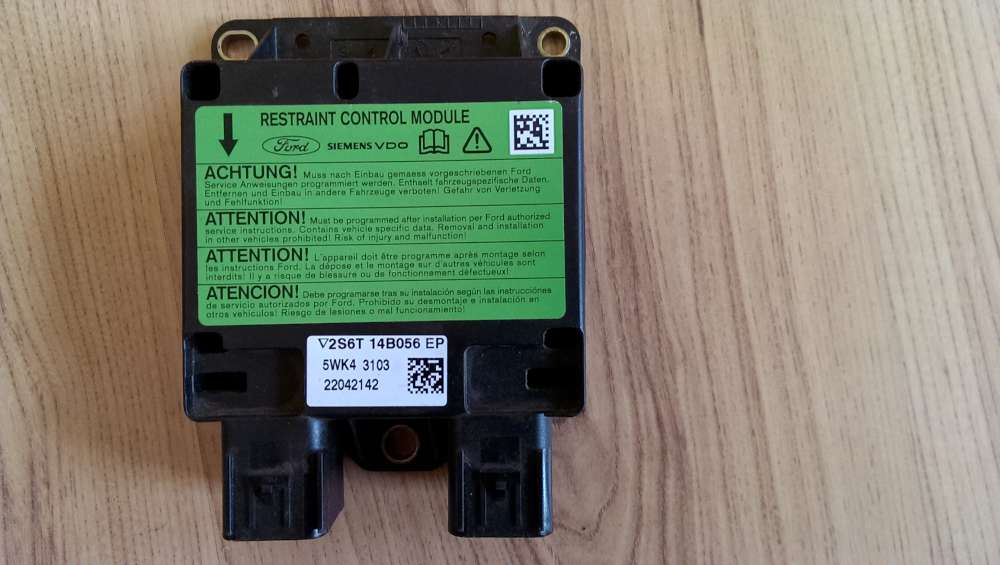 RESTRAINT CONTROL MODULE
Ford SIEMENS VDO
ACHTUNG! Muss nach Einbau gemaess vorgeschriebenen Ford
Service Anweisungen programmiert werden. Enthaelt fahrzeugspezifische Daten.
Entfernen und Einbau in andere Fahrzeuge verboten! Gefahr von Verletzung
und Fehlfunktion!
ATTENTION! Must be programmed after installation per Ford authorized
service instructions. Contains vehicle specific data. Removal and installation
in other vehicles prohibited! Risk of injury and malfunction!
ATTENTION! L'appareil doit être programme après montage selon
les instructions Ford. La dépose et le montage sur d'autres véhicules sont
interdits! Il y a risque de blessure ou de fonctionnement défectueux!
ATENCION! Debe programarse tras su instalación según las instrucciónes
de servicio autorizados por Ford. Prohibido su desmontaje e instalación en
otros vehículos! Riesgo de lesiones o mal funcionamiento!
▽2S6T 14B056 EP
5WK4 3103
22042142